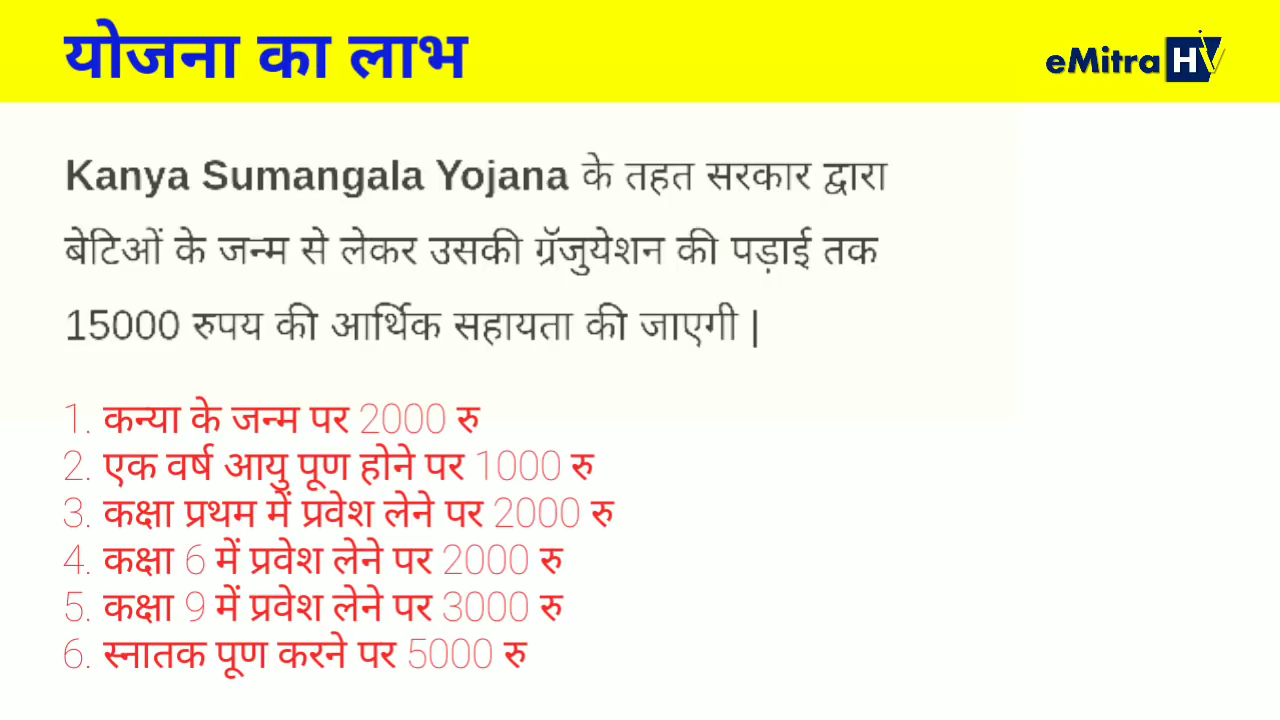 योजना का लाभ
eMitra HV
Kanya Sumangala Yojana के तहत सरकार द्वारा
बेटिओं के जन्म से लेकर उसकी ग्रॅजुयेशन की पड़ाई तक
15000 रुपय की आर्थिक सहायता की जाएगी |
1. कन्या के जन्म पर 2000 रु
2. एक वर्ष आयु पूण होने पर 1000 रु
3. कक्षा प्रथम में प्रवेश लेने पर 2000 रु
4. कक्षा 6 में प्रवेश लेने पर 2000 रु
5. कक्षा 9 में प्रवेश लेने पर 3000 रु
6. स्नातक पूण करने पर 5000 रु